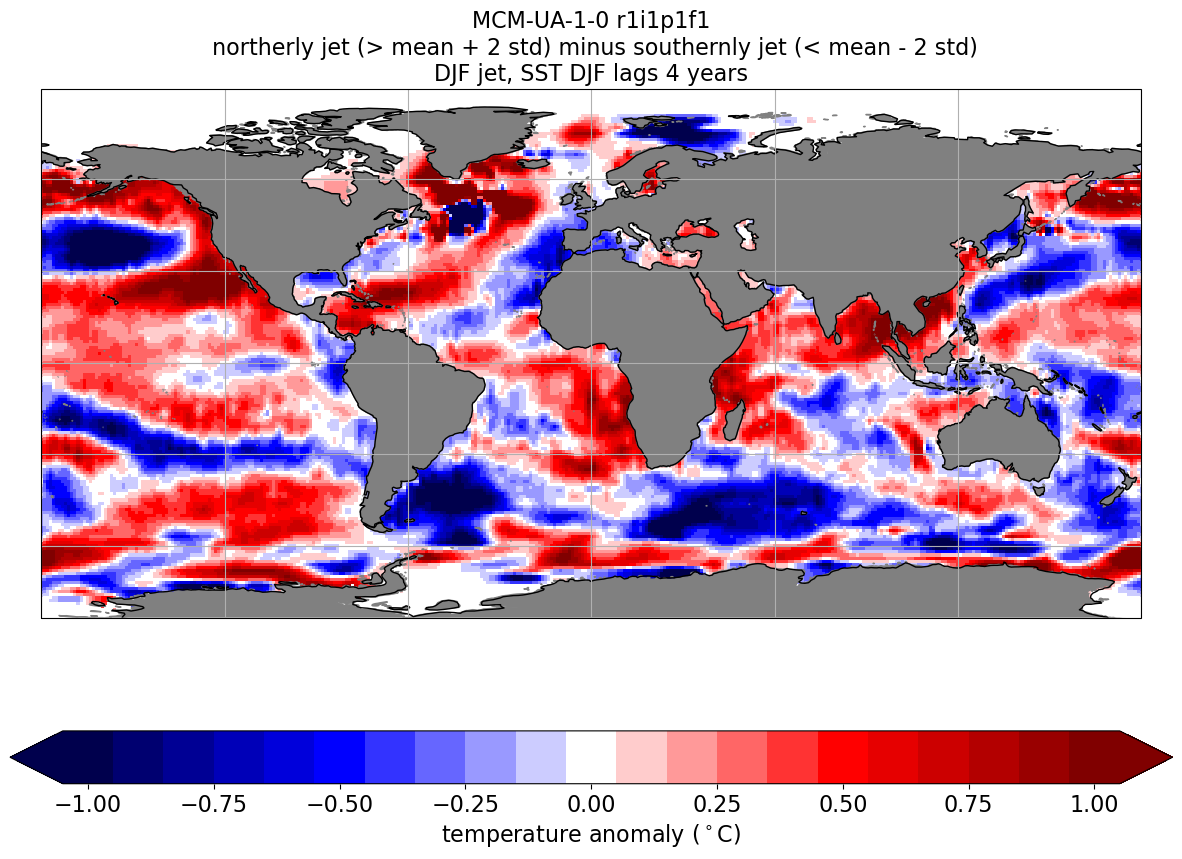 MCM-UA-1-0 r1i1p1f1
northerly jet (> mean + 2 std) minus southernly jet (< mean - 2 std)
DJF jet, SST DJF lags 4 years
−1.00 −0.75 −0.50 −0.25 0.00 0.25 0.50 0.75 1.00
temperature anomaly (∘C)